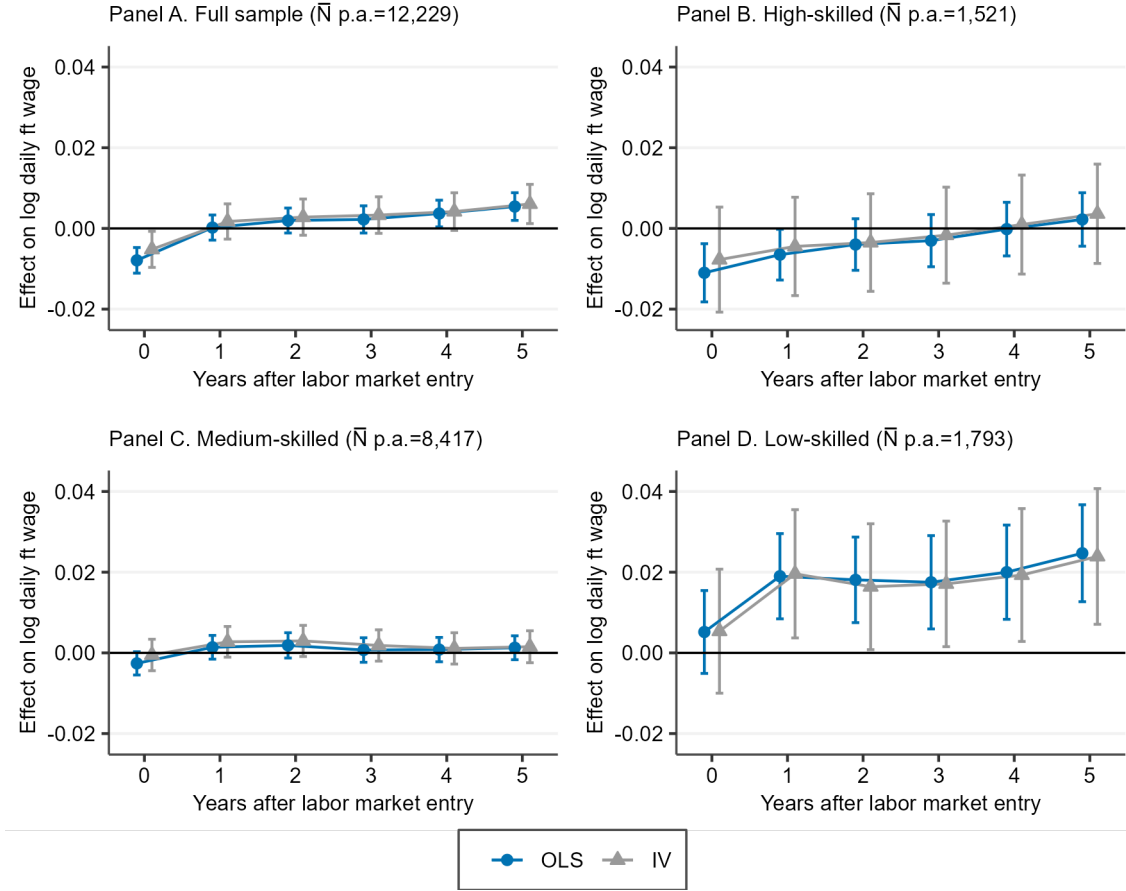 Panel A. Full sample (N̅ p.a.=12,229)
Effect on log daily ft wage
0.04
0.02
0.00
-0.02
0 1 2 3 4 5
Years after labor market entry
Panel B. High-skilled (N̅ p.a.=1,521)
Effect on log daily ft wage
0.04
0.02
0.00
-0.02
0 1 2 3 4 5
Years after labor market entry
Panel C. Medium-skilled (N̅ p.a.=8,417)
Effect on log daily ft wage
0.04
0.02
0.00
-0.02
0 1 2 3 4 5
Years after labor market entry
Panel D. Low-skilled (N̅ p.a.=1,793)
Effect on log daily ft wage
0.04
0.02
0.00
-0.02
0 1 2 3 4 5
Years after labor market entry
OLS IV